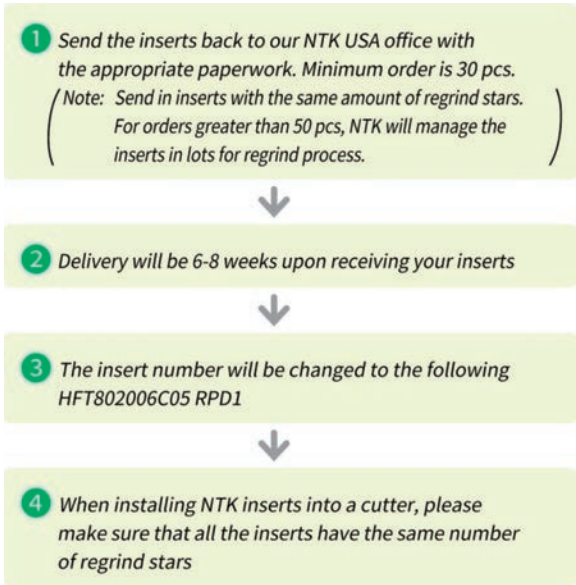 1 Send the inserts back to our NTK USA office with
the appropriate paperwork. Minimum order is 30 pcs.
(Note: Send in inserts with the same amount of regrind stars.
For orders greater than 50 pcs, NTK will manage the
inserts in lots for regrind process.)
2 Delivery will be 6-8 weeks upon receiving your inserts
3 The insert number will be changed to the following
HFT802006C05 RPD1
4 When installing NTK inserts into a cutter, please
make sure that all the inserts have the same number
of regrind stars